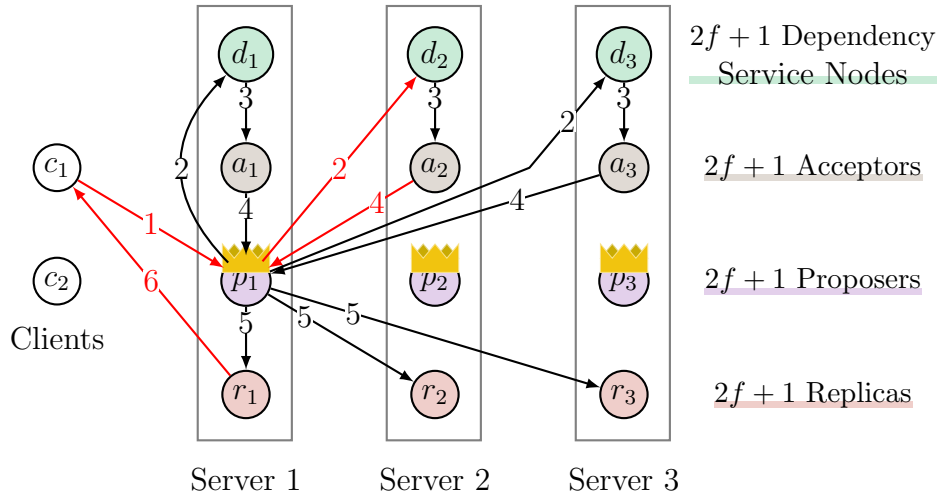 d₁ d₂ d₃ 2f + 1 Dependency
Service Nodes
3 3 3
2
c₁ 2 2 a₁ a₂ a₃ 2f + 1 Acceptors
1 4 4 4
c₂ 6 p₁ p₂ p₃ 2f + 1 Proposers
5 5 5
Clients
r₁ r₂ r₃ 2f + 1 Replicas
Server 1 Server 2 Server 3